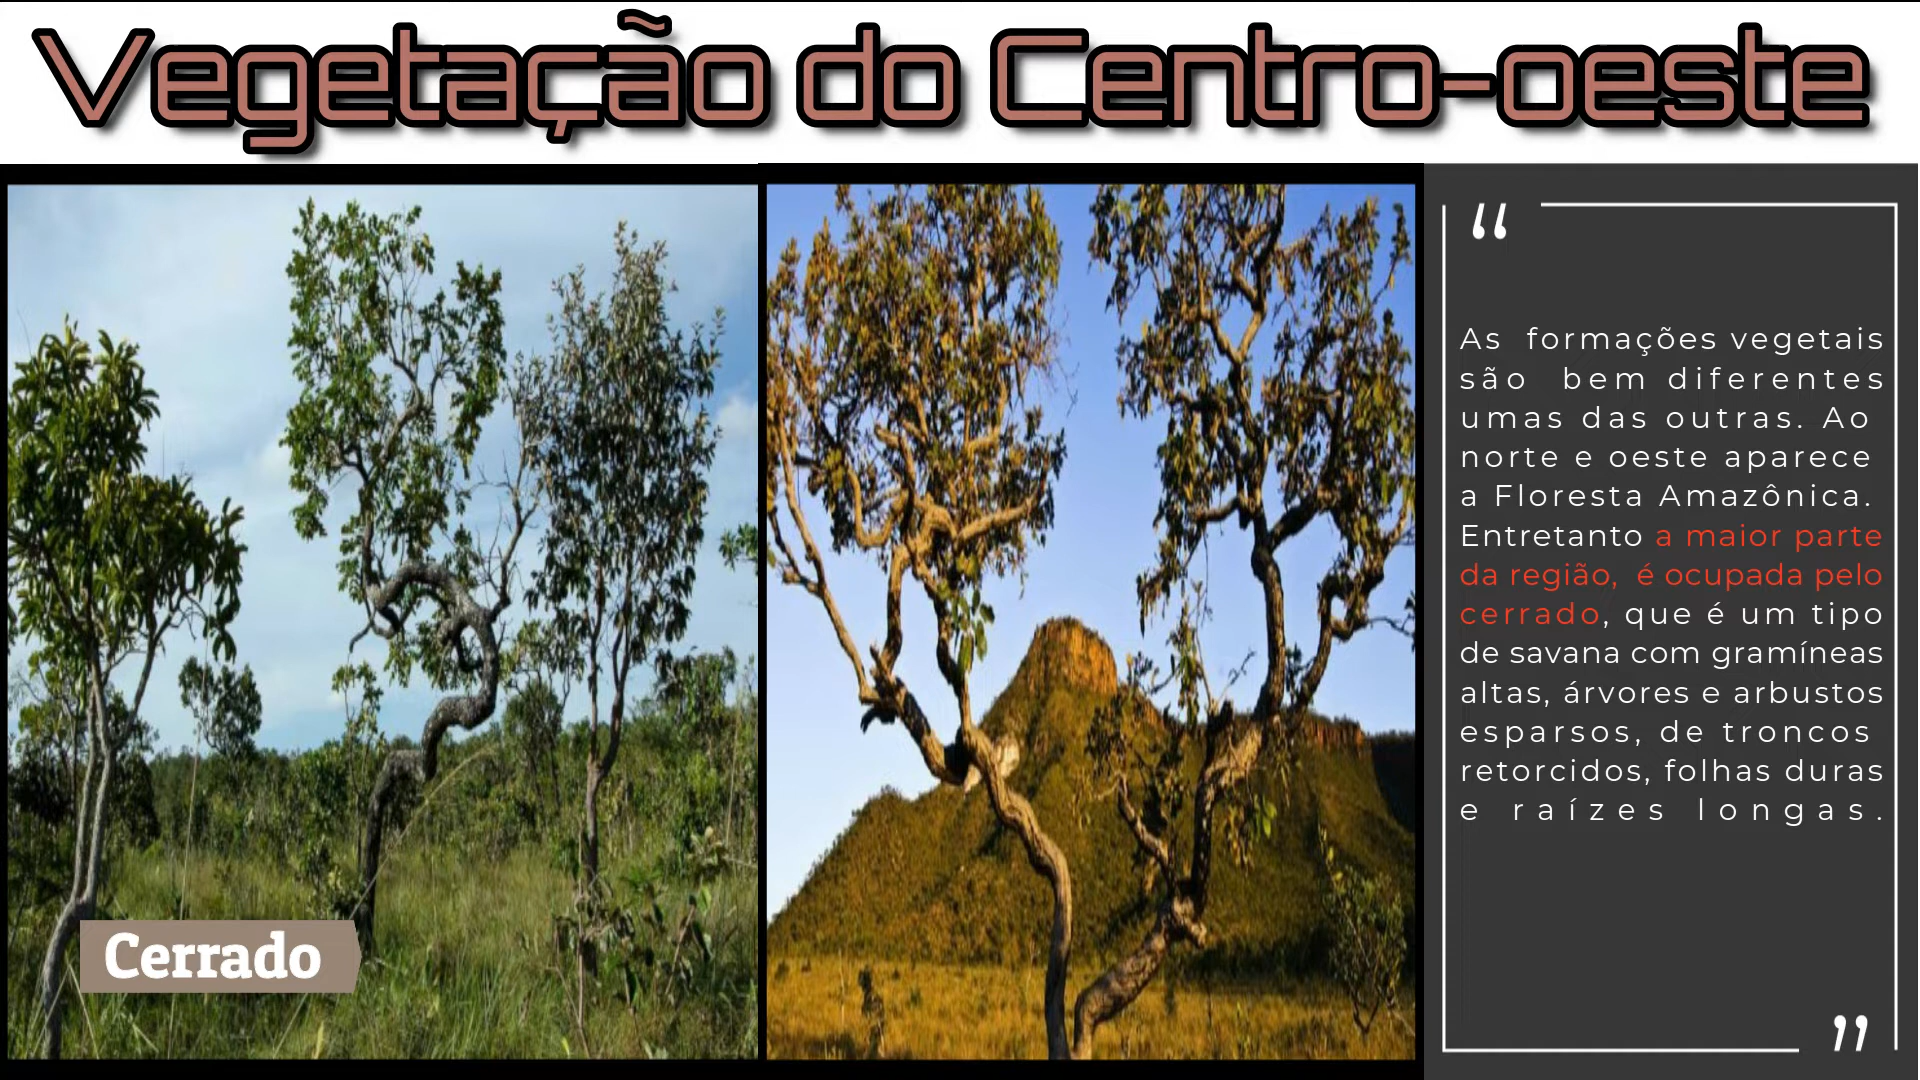 Vegetação do Centro-oeste
“
As formações vegetais
são bem diferentes
umas das outras. Ao
norte e oeste aparece
a Floresta Amazônica.
Entretanto a maior parte
da região, é ocupada pelo
cerrado, que é um tipo
de savana com gramíneas
altas, árvores e arbustos
esparsos, de troncos
retorcidos, folhas duras
e raízes longas.
”
Cerrado